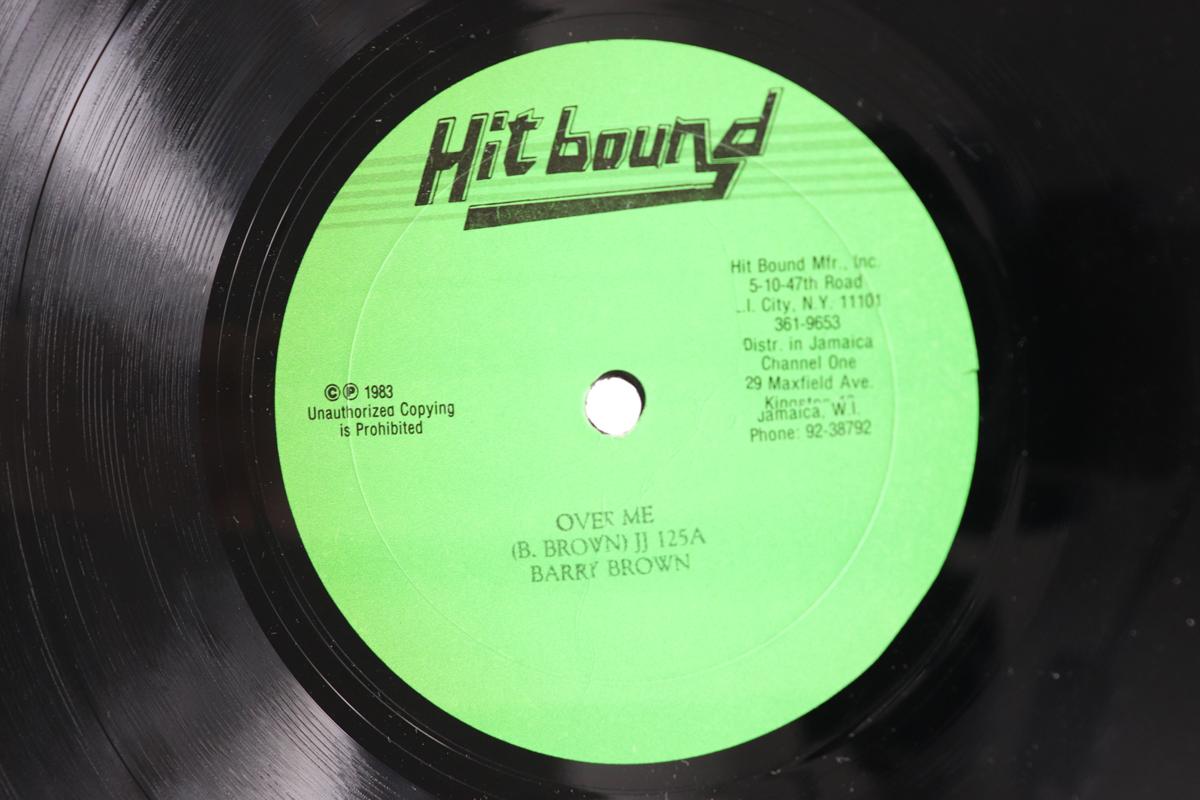 Hit bound
Hit Bound Mfr., Inc.
5-10-47th Road
.I. City, N.Y. 11101
361-9653
Distr. in Jamaica
Channel One
29 Maxfield Ave.
Jamaica, W.I.
Phone: 92-38792
©℗ 1983
Unauthorized Copying
is Prohibited
OVER ME
(B. BROWN) JJ 125A
BARRY BROWN